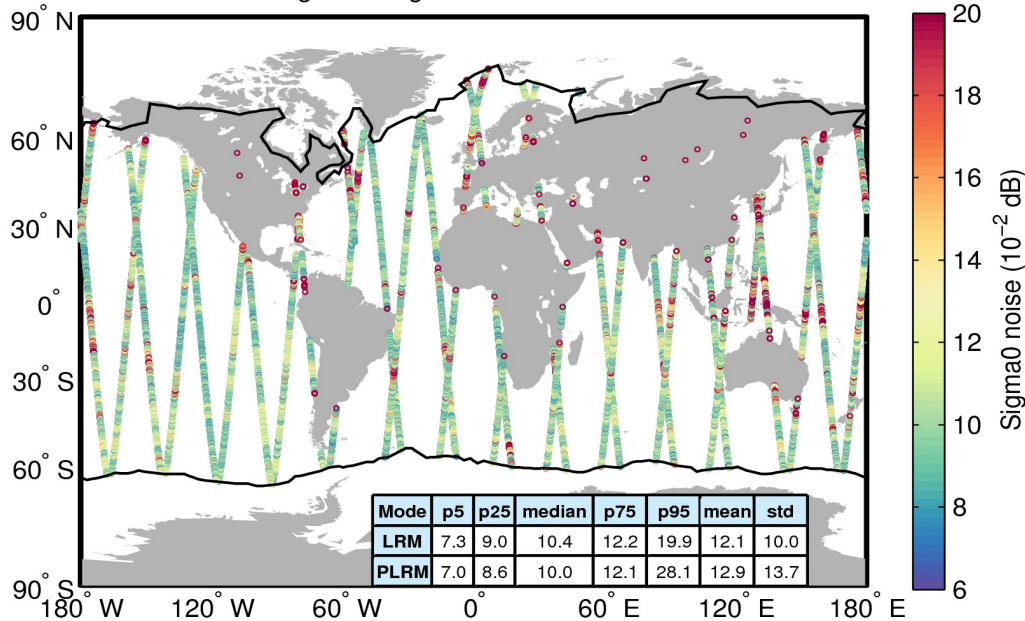 90° N
60° N
30° N
0°
30° S
60° S
90° S
180° W 120° W 60° W 0° 60° E 120° E 180° E
Mode p5 p25 median p75 p95 mean std
LRM 7.3 9.0 10.4 12.2 19.9 12.1 10.0
PLRM 7.0 8.6 10.0 12.1 28.1 12.9 13.7
20
18
16
14
12
10
8
6
Sigma0 noise (10⁻² dB)